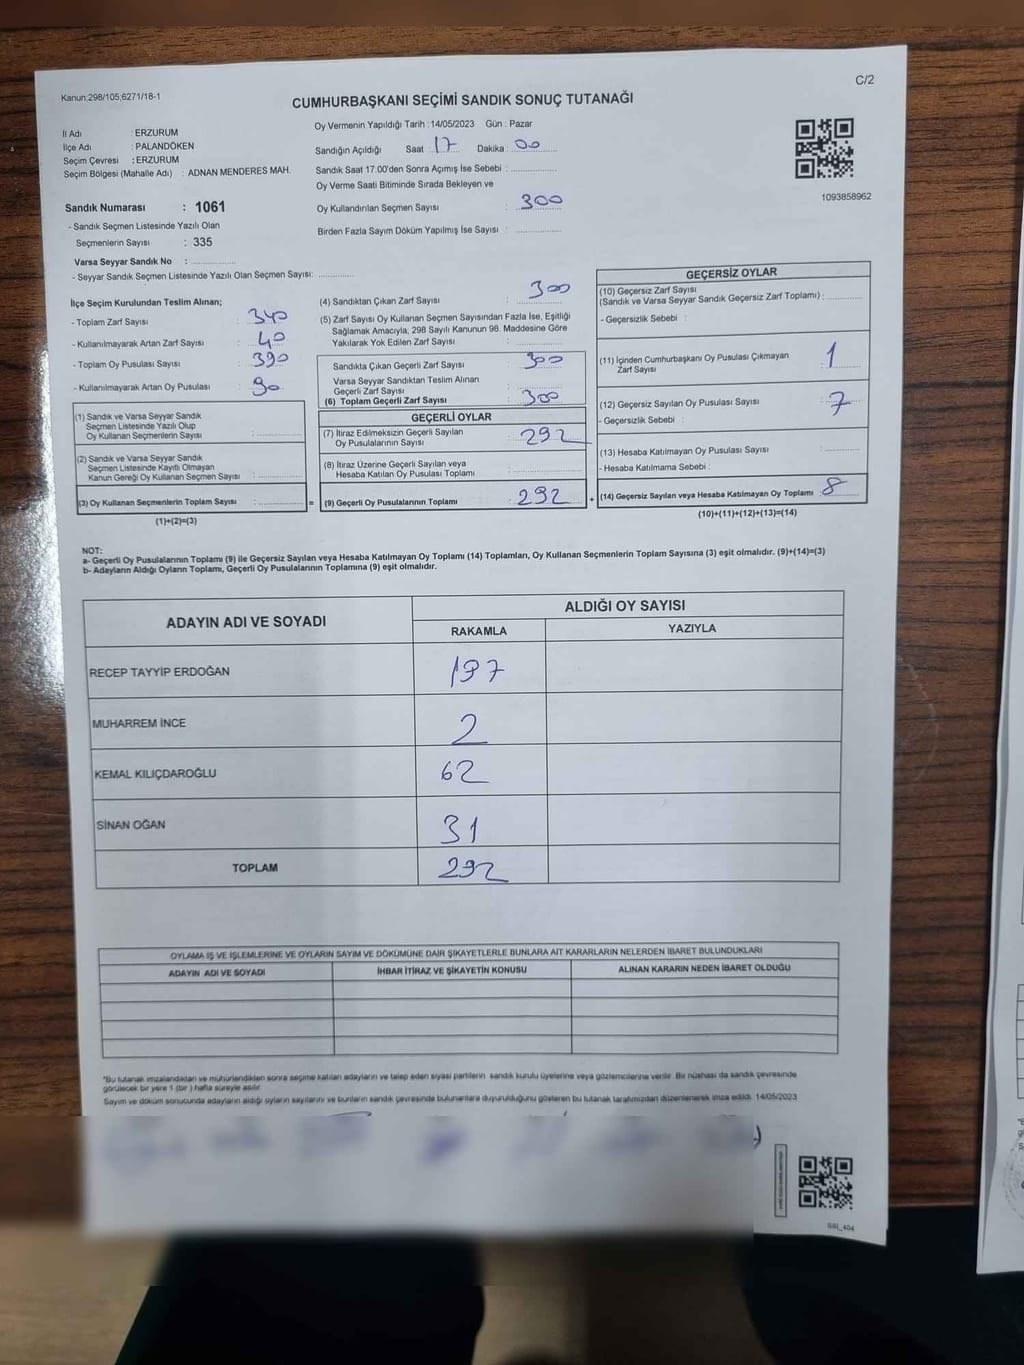 C/2
Kanun;298/105;6271/18-1
CUMHURBAŞKANI SEÇİMİ SANDIK SONUÇ TUTANAĞI
Oy Vermenin Yapıldığı Tarih :14/05/2023 Gün : Pazar
İl Adı : ERZURUM
İlçe Adı : PALANDÖKEN
Seçim Çevresi : ERZURUM
Seçim Bölgesi (Mahalle Adı) : ADNAN MENDERES MAH.
Sandığın Açıldığı Saat : 17 Dakika : 00
Sandık Saat 17.00'den Sonra Açımış İse Sebebi :
Oy Verme Saati Bitiminde Sırada Bekleyen ve
Oy Kullandırılan Seçmen Sayısı : 300
Birden Fazla Sayım Döküm Yapılmış İse Sayısı :
1093858962
Sandık Numarası : 1061
- Sandık Seçmen Listesinde Yazılı Olan
Seçmenlerin Sayısı : 335
Varsa Seyyar Sandık No :
- Seyyar Sandık Seçmen Listesinde Yazılı Olan Seçmen Sayısı:
İlçe Seçim Kurulundan Teslim Alınan;
- Toplam Zarf Sayısı : 340
- Kullanılmayarak Artan Zarf Sayısı : 40
- Toplam Oy Pusulası Sayısı : 390
- Kullanılmayarak Artan Oy Pusulası : 90
(1) Sandık ve Varsa Seyyar Sandık
Seçmen Listesinde Yazılı Olup
Oy Kullanan Seçmenlerin Sayısı :
(2) Sandık ve Varsa Seyyar Sandık
Seçmen Listesinde Kayıtlı Olmayan
Kanun Gereği Oy Kullanan Seçmen Sayısı :
(3) Oy Kullanan Seçmenlerin Toplam Sayısı : =
(1)+(2)=(3)
(4) Sandıktan Çıkan Zarf Sayısı : 300
(5) Zarf Sayısı Oy Kullanan Seçmen Sayısından Fazla İse, Eşitliği
Sağlamak Amacıyla, 298 Sayılı Kanunun 98. Maddesine Göre
Yakılarak Yok Edilen Zarf Sayısı :
Sandıkta Çıkan Geçerli Zarf Sayısı : 300
Varsa Seyyar Sandıktan Teslim Alınan
Geçerli Zarf Sayısı :
(6) Toplam Geçerli Zarf Sayısı : 300
GEÇERLİ OYLAR
(7) İtiraz Edilmeksizin Geçerli Sayılan
Oy Pusulalarının Sayısı : 292
(8) İtiraz Üzerine Geçerli Sayılan veya
Hesaba Katılan Oy Pusulası Toplamı :
(9) Geçerli Oy Pusulalarının Toplamı : 292 +
GEÇERSİZ OYLAR
(10) Geçersiz Zarf Sayısı
(Sandık ve Varsa Seyyar Sandık Geçersiz Zarf Toplamı) :
- Geçersizlik Sebebi :
(11) İçinden Cumhurbaşkanı Oy Pusulası Çıkmayan
Zarf Sayısı : 1
(12) Geçersiz Sayılan Oy Pusulası Sayısı : 7
- Geçersizlik Sebebi :
(13) Hesaba Katılmayan Oy Pusulası Sayısı :
- Hesaba Katılmama Sebebi :
(14) Geçersiz Sayılan veya Hesaba Katılmayan Oy Toplamı : 8
(10)+(11)+(12)+(13)=(14)
NOT:
a- Geçerli Oy Pusulalarının Toplamı (9) ile Geçersiz Sayılan veya Hesaba Katılmayan Oy Toplamı (14) Toplamları, Oy Kullanan Seçmenlerin Toplam Sayısına (3) eşit olmalıdır. (9)+(14)=(3)
b- Adayların Aldığı Oyların Toplamı, Geçerli Oy Pusulalarının Toplamına (9) eşit olmalıdır.
ADAYIN ADI VE SOYADI
ALDIĞI OY SAYISI
RAKAMLA YAZIYLA
RECEP TAYYİP ERDOĞAN 197
MUHARREM İNCE 2
KEMAL KILIÇDAROĞLU 62
SİNAN OĞAN 31
TOPLAM 292
OYLAMA İŞ VE İŞLEMLERİNE VE OYLARIN SAYIM VE DÖKÜMÜNE DAİR ŞİKAYETLERLE BUNLARA AİT KARARLARIN NELERDEN İBARET BULUNDUKLARI
ADAYIN ADI VE SOYADI İHBAR İTİRAZ VE ŞİKAYETİN KONUSU ALINAN KARARIN NEDEN İBARET OLDUĞU
*Bu tutanak imzalandıktan ve mühürlendikten sonra seçime katılan adayların ve talep eden siyasi partilerin sandık kurulu üyelerine veya gözlemcilerine verilir. Bir nüshası da sandık çevresinde
görülecek bir yere 1 (bir ) hafta süreyle asılır.
Sayım ve döküm sonucunda adayların aldığı oyların sayılarını ve bunların sandık çevresinde bulunanlara duyurulduğunu gösteren bu tutanak tarafımızdan düzenlenerek imza edildi. 14/05/2023